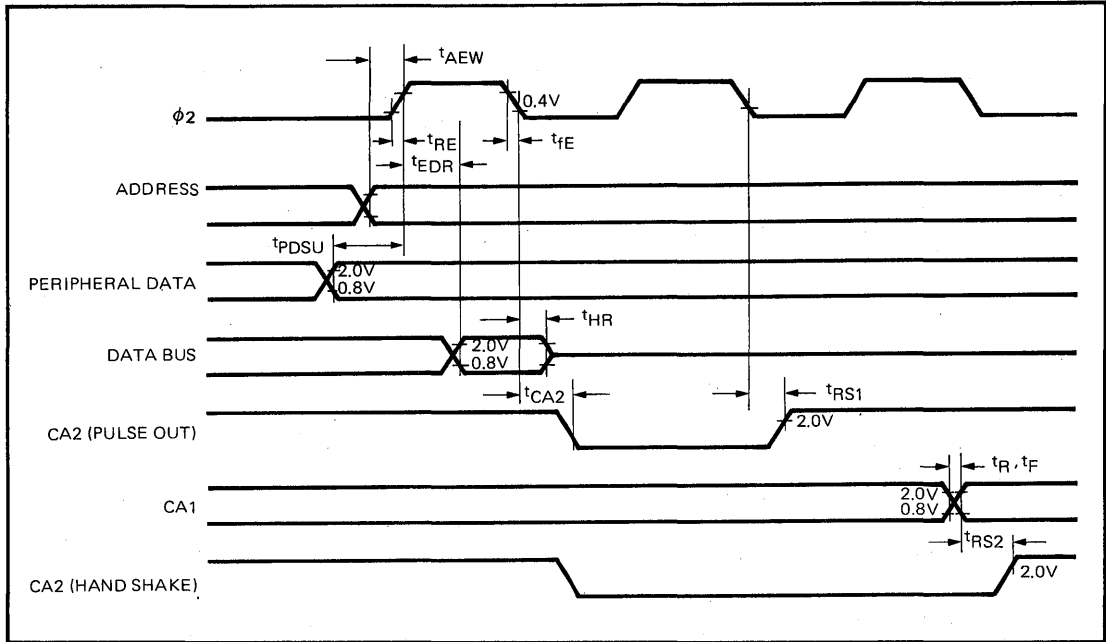 tAEW
ϕ2
0.4V
tRE
tfE
tEDR
ADDRESS
tPDSU
2.0V
0.8V
PERIPHERAL DATA
tHR
DATA BUS
2.0V
0.8V
tCA2
tRS1
CA2 (PULSE OUT)
2.0V
tR, tF
CA1
2.0V
0.8V
tRS2
CA2 (HAND SHAKE)
2.0V